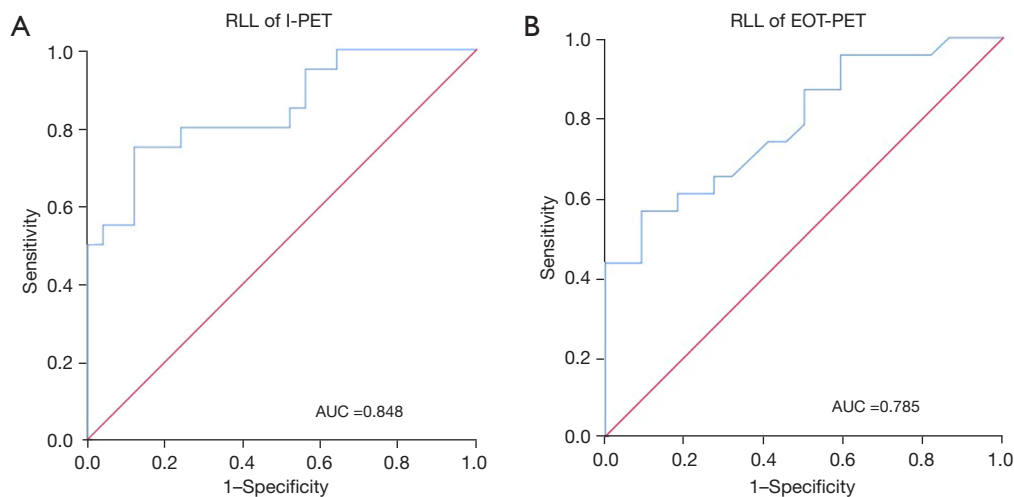 A
RLL of I-PET
1.0
0.8
0.6
0.4
0.2
0.0
Sensitivity
AUC =0.848
0.0 0.2 0.4 0.6 0.8 1.0
1–Specificity
B
RLL of EOT-PET
1.0
0.8
0.6
0.4
0.2
0.0
Sensitivity
AUC =0.785
0.0 0.2 0.4 0.6 0.8 1.0
1–Specificity